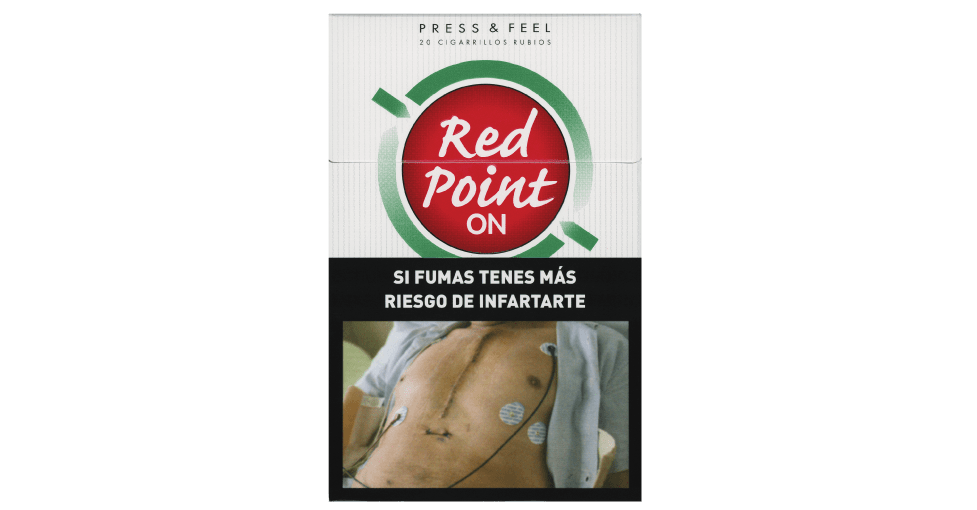 PRESS & FEEL
20 CIGARRILLOS RUBIOS
Red
Point
ON
SI FUMAS TENES MÁS
RIESGO DE INFARTARTE